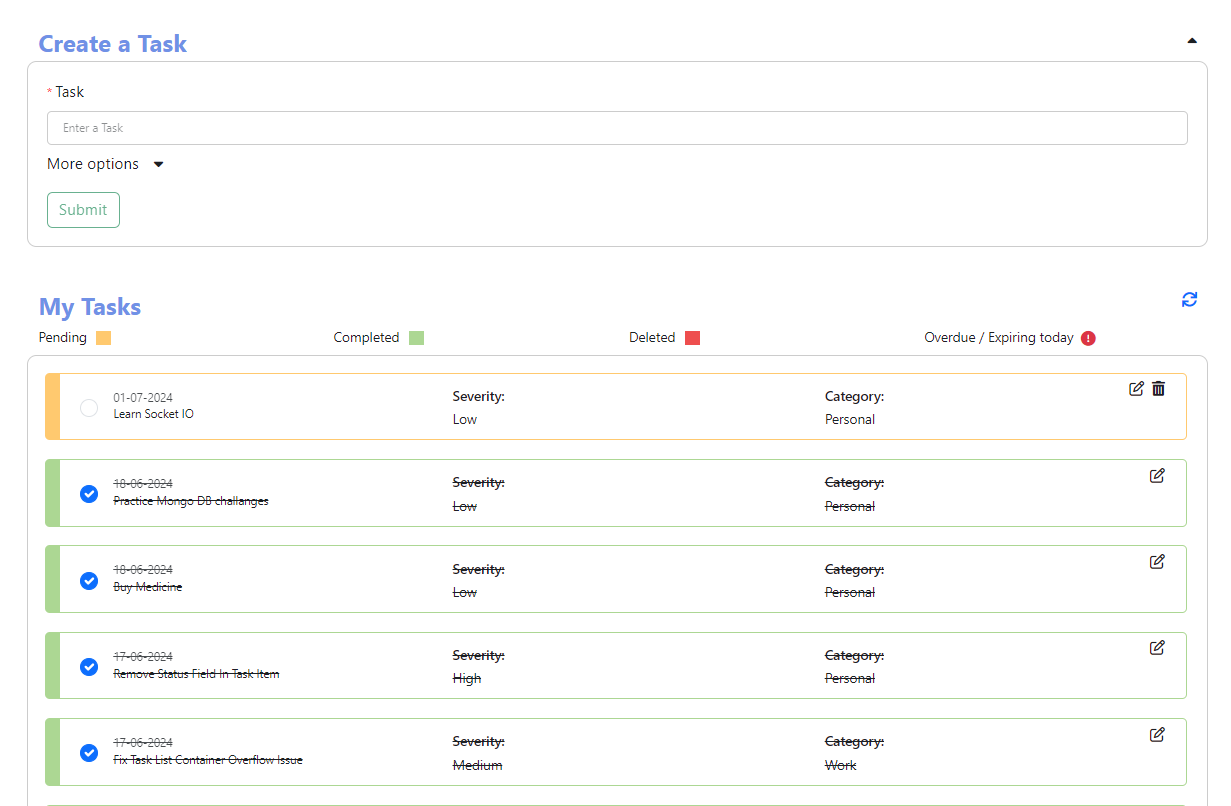 Create a Task
* Task
Enter a Task
More options
Submit
My Tasks
Pending Completed Deleted Overdue / Expiring today
01-07-2024 Severity: Category:
Learn Socket IO Low Personal
18-06-2024 Severity: Category:
Practice Mongo DB challanges Low Personal
18-06-2024 Severity: Category:
Buy Medicine Low Personal
17-06-2024 Severity: Category:
Remove Status Field In Task Item High Personal
17-06-2024 Severity: Category:
Fix Task List Container Overflow Issue Medium Work